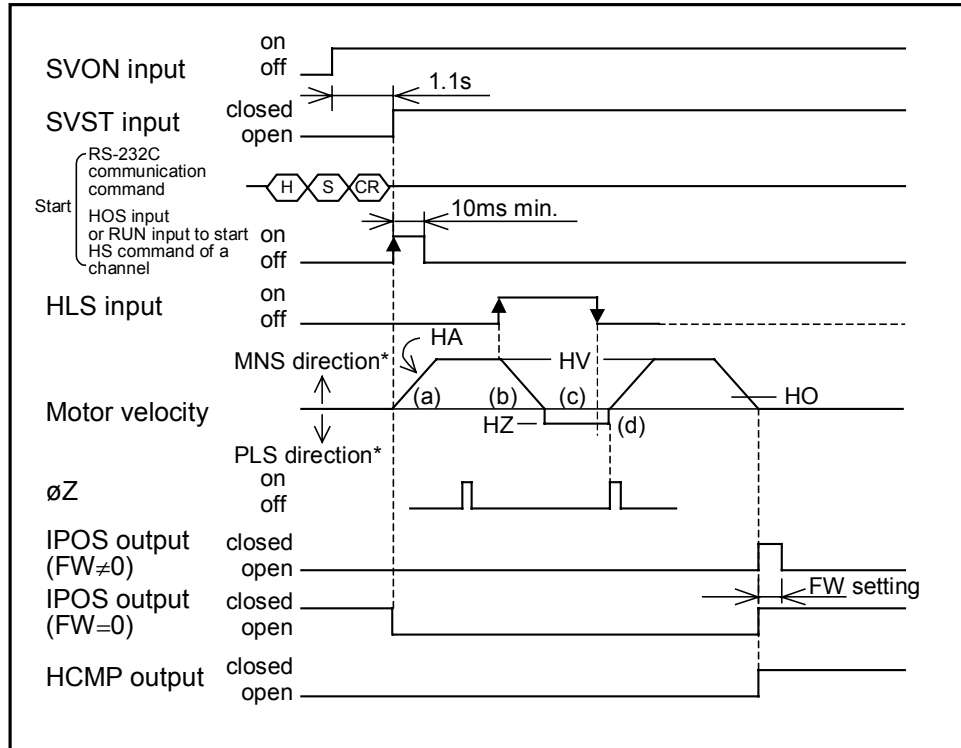 SVON input
on
off
1.1s
SVST input
closed
open
Start
RS-232C
communication
command
H S CR
10ms min.
HOS input
or RUN input to start
HS command of a
channel
on
off
HLS input
on
off
HA
MNS direction*
HV
(a) (b) (c)
Motor velocity
HO
HZ
(d)
PLS direction*
øZ
on
off
IPOS output
(FW≠0)
closed
open
FW setting
IPOS output
(FW=0)
closed
open
HCMP output
closed
open